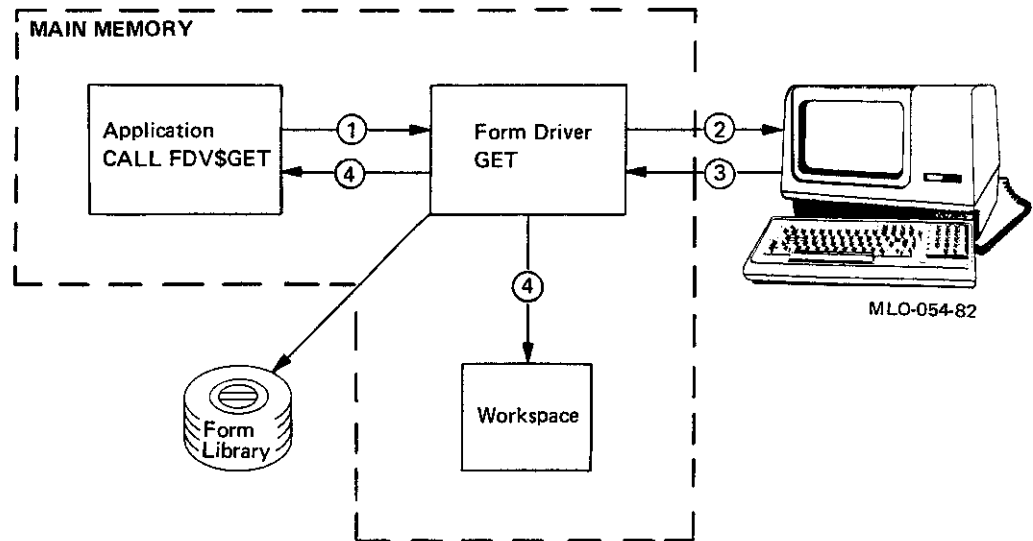 MAIN MEMORY
Application
CALL FDV$GET
1
4
Form Driver
GET
2
3
MLO-054-82
4
Form
Library
Workspace